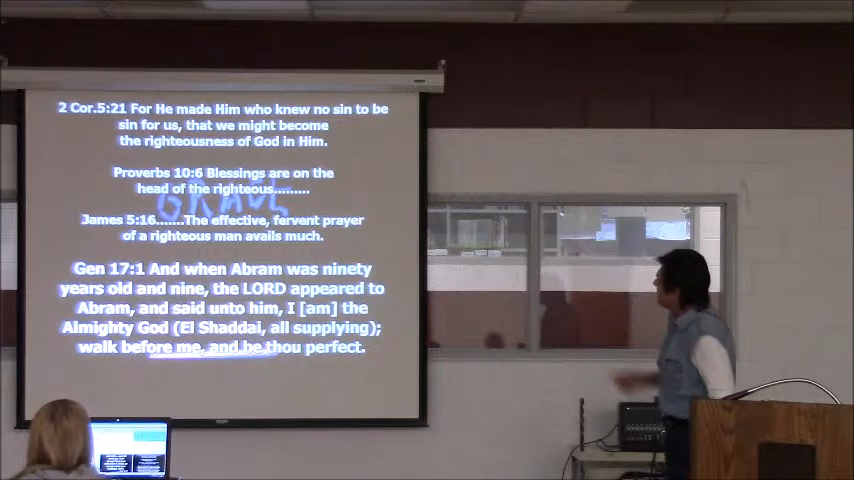 2 Cor.5:21 For He made Him who knew no sin to be
sin for us, that we might become
the righteousness of God in Him.
Proverbs 10:6 Blessings are on the
head of the righteous.........
GRACE
James 5:16.......The effective, fervent prayer
of a righteous man avails much.
Gen 17:1 And when Abram was ninety
years old and nine, the LORD appeared to
Abram, and said unto him, I [am] the
Almighty God (El Shaddai, all supplying);
walk before me, and be thou perfect.